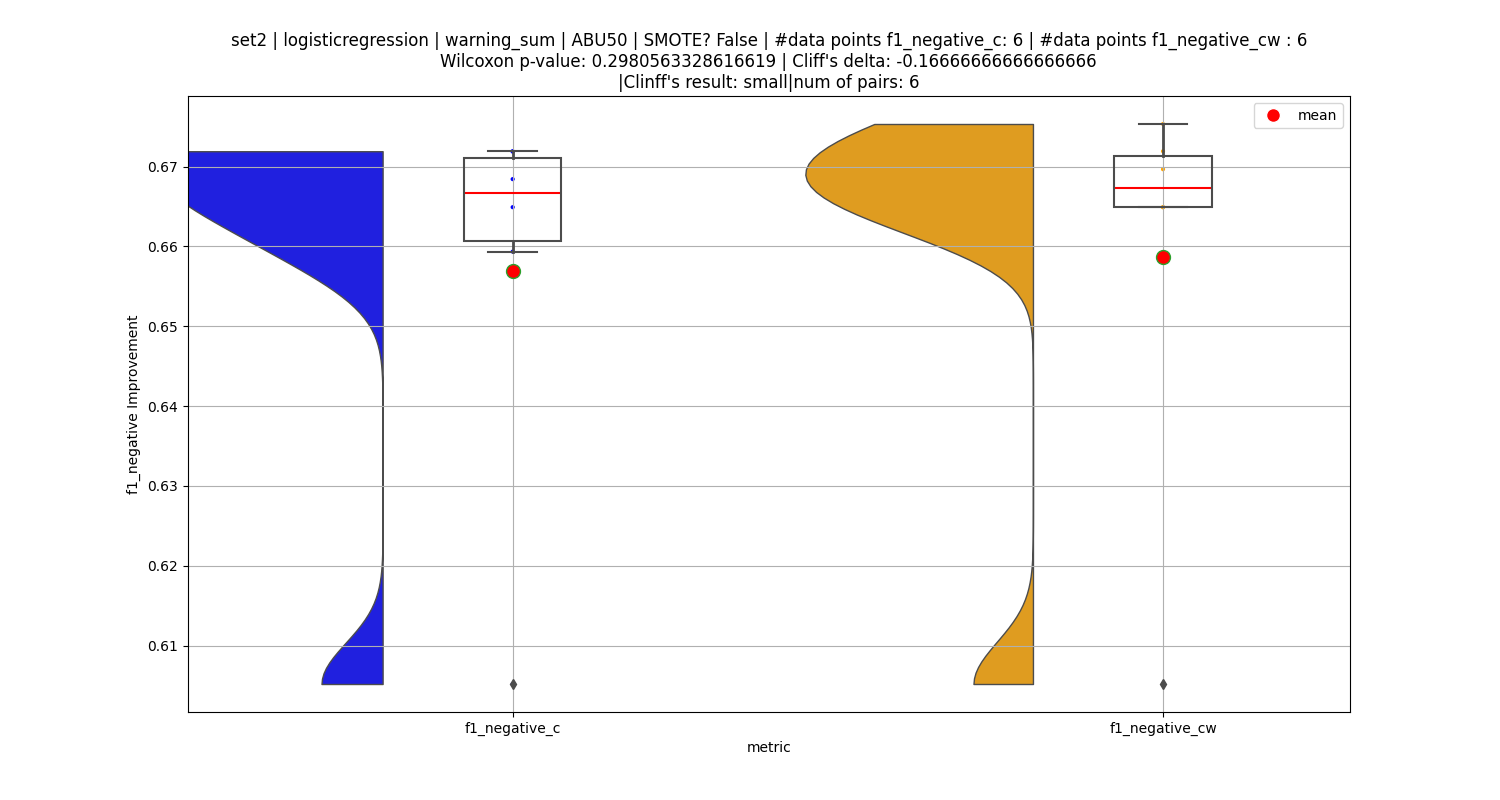 set2 | logisticregression | warning_sum | ABU50 | SMOTE? False | #data points f1_negative_c: 6 | #data points f1_negative_cw : 6
Wilcoxon p-value: 0.2980563328616619 | Cliff's delta: -0.16666666666666666
|Clinff's result: small|num of pairs: 6
mean
0.67
0.66
0.65
0.64
0.63
0.62
0.61
f1_negative Improvement
f1_negative_c
f1_negative_cw
metric